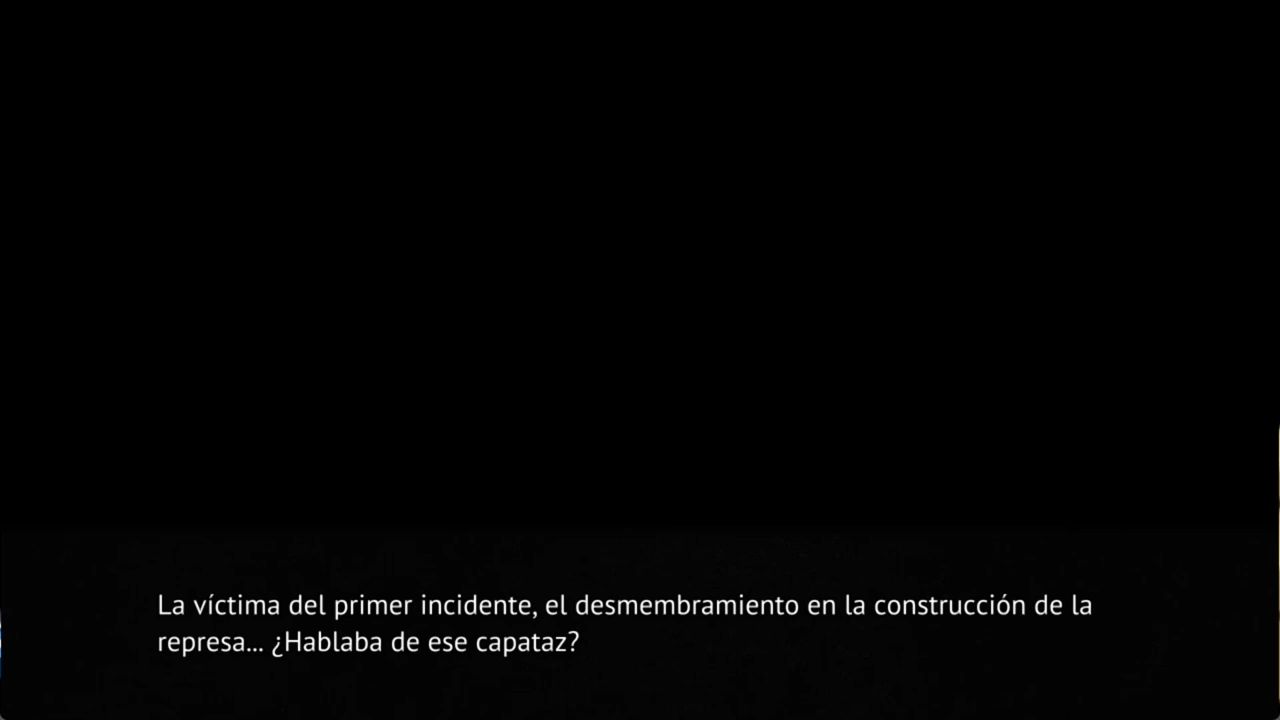 La víctima del primer incidente, el desmembramiento en la construcción de la
represa... ¿Hablaba de ese capataz?